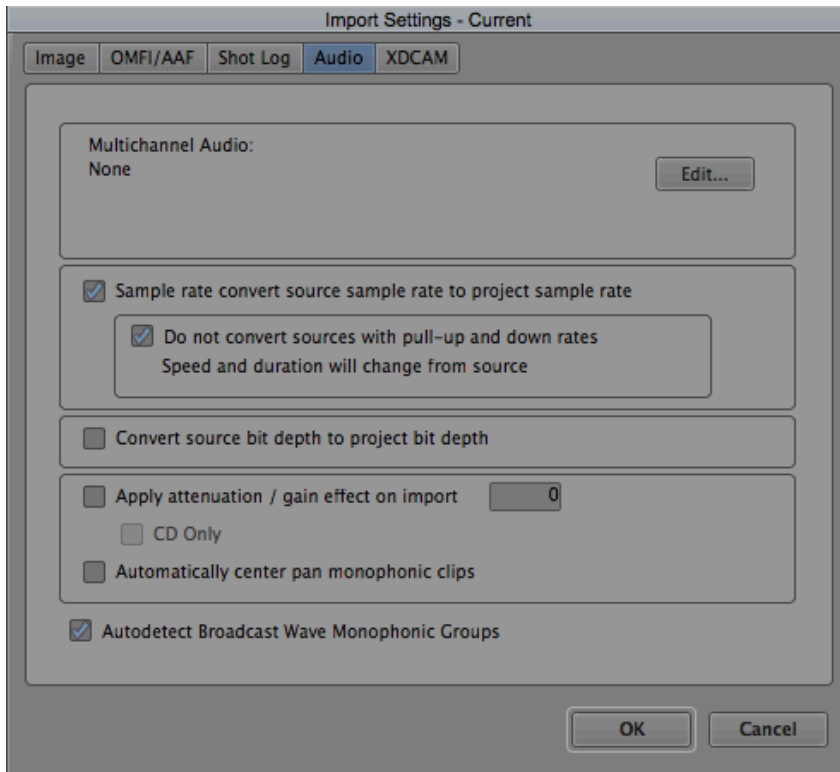 Import Settings - Current
Image OMFI/AAF Shot Log Audio XDCAM
Multichannel Audio:
None
Edit...
Sample rate convert source sample rate to project sample rate
Do not convert sources with pull-up and down rates
Speed and duration will change from source
Convert source bit depth to project bit depth
Apply attenuation / gain effect on import 0
CD Only
Automatically center pan monophonic clips
Autodetect Broadcast Wave Monophonic Groups
OK Cancel